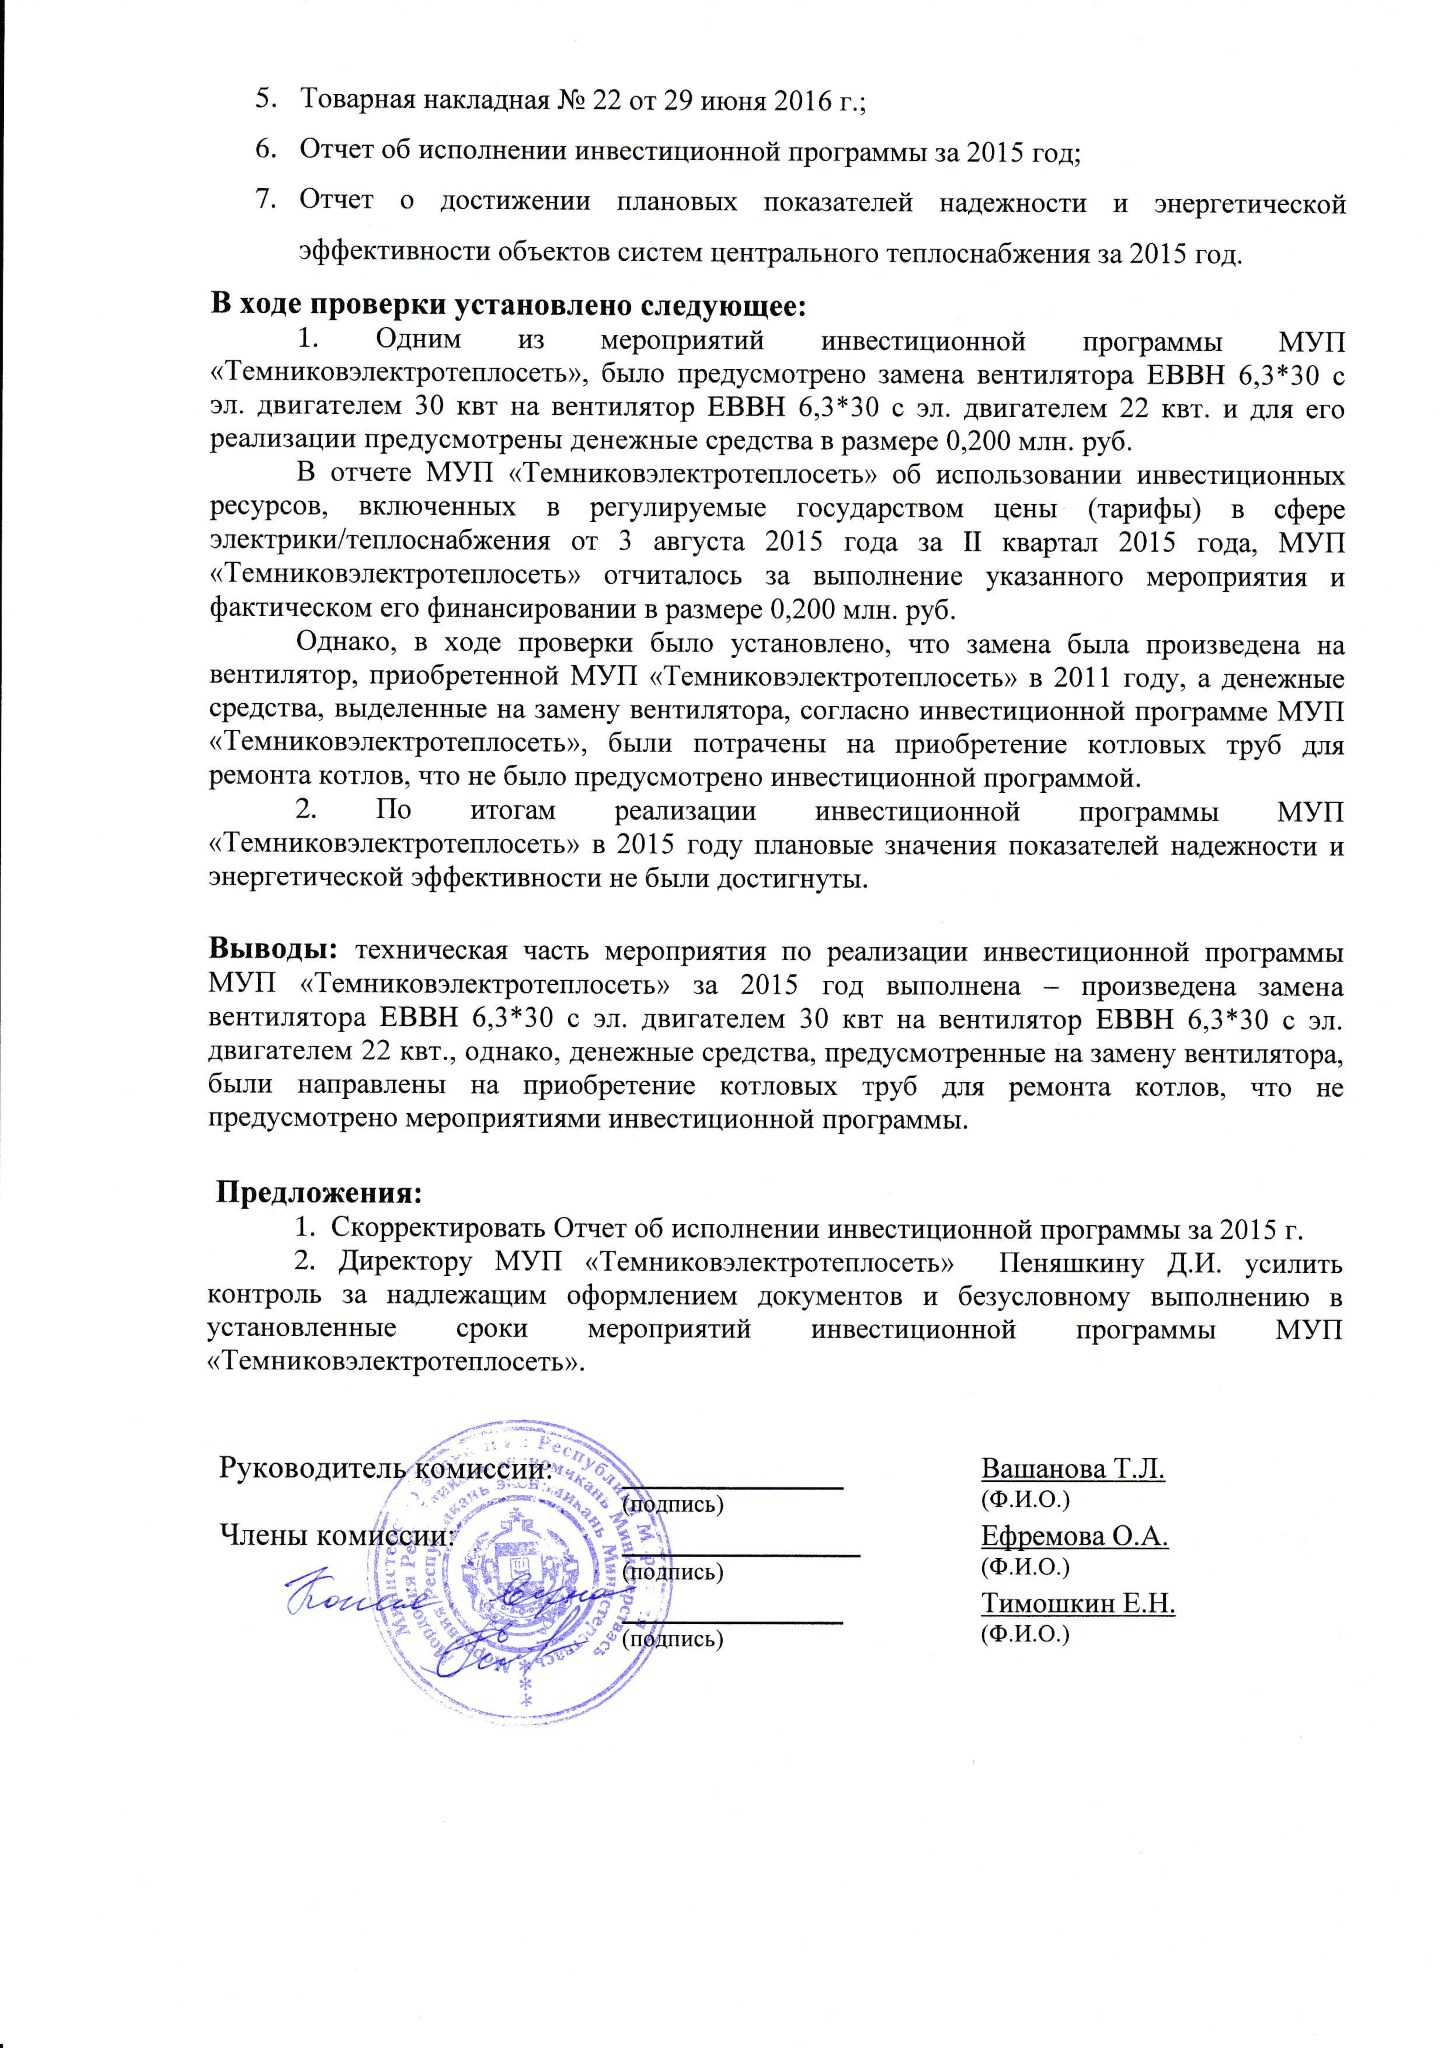 5. Товарная накладная № 22 от 29 июня 2016 г.;
6. Отчет об исполнении инвестиционной программы за 2015 год;
7. Отчет о достижении плановых показателей надежности и энергетической
эффективности объектов систем центрального теплоснабжения за 2015 год.
В ходе проверки установлено следующее:
1. Одним из мероприятий инвестиционной программы МУП
«Темниковэлектротеплосеть», было предусмотрено замена вентилятора ЕВВН 6,3*30 с
эл. двигателем 30 квт на вентилятор ЕВВН 6,3*30 с эл. двигателем 22 квт. и для его
реализации предусмотрены денежные средства в размере 0,200 млн. руб.
В отчете МУП «Темниковэлектротеплосеть» об использовании инвестиционных
ресурсов, включенных в регулируемые государством цены (тарифы) в сфере
электрики/теплоснабжения от 3 августа 2015 года за II квартал 2015 года, МУП
«Темниковэлектротеплосеть» отчиталось за выполнение указанного мероприятия и
фактическом его финансировании в размере 0,200 млн. руб.
Однако, в ходе проверки было установлено, что замена была произведена на
вентилятор, приобретенной МУП «Темниковэлектротеплосеть» в 2011 году, а денежные
средства, выделенные на замену вентилятора, согласно инвестиционной программе МУП
«Темниковэлектротеплосеть», были потрачены на приобретение котловых труб для
ремонта котлов, что не было предусмотрено инвестиционной программой.
2. По итогам реализации инвестиционной программы МУП
«Темниковэлектротеплосеть» в 2015 году плановые значения показателей надежности и
энергетической эффективности не были достигнуты.
Выводы: техническая часть мероприятия по реализации инвестиционной программы
МУП «Темниковэлектротеплосеть» за 2015 год выполнена – произведена замена
вентилятора ЕВВН 6,3*30 с эл. двигателем 30 квт на вентилятор ЕВВН 6,3*30 с эл.
двигателем 22 квт., однако, денежные средства, предусмотренные на замену вентилятора,
были направлены на приобретение котловых труб для ремонта котлов, что не
предусмотрено мероприятиями инвестиционной программы.
Предложения:
1. Скорректировать Отчет об исполнении инвестиционной программы за 2015 г.
2. Директору МУП «Темниковэлектротеплосеть» Пеняшкину Д.И. усилить
контроль за надлежащим оформлением документов и безусловному выполнению в
установленные сроки мероприятий инвестиционной программы МУП
«Темниковэлектротеплосеть».
Руководитель комиссии: Вашанова Т.Л.
(подпись) (Ф.И.О.)
Члены комиссии: Ефремова О.А.
(подпись) (Ф.И.О.)
Тимошкин Е.Н.
(подпись) (Ф.И.О.)
Копия верна